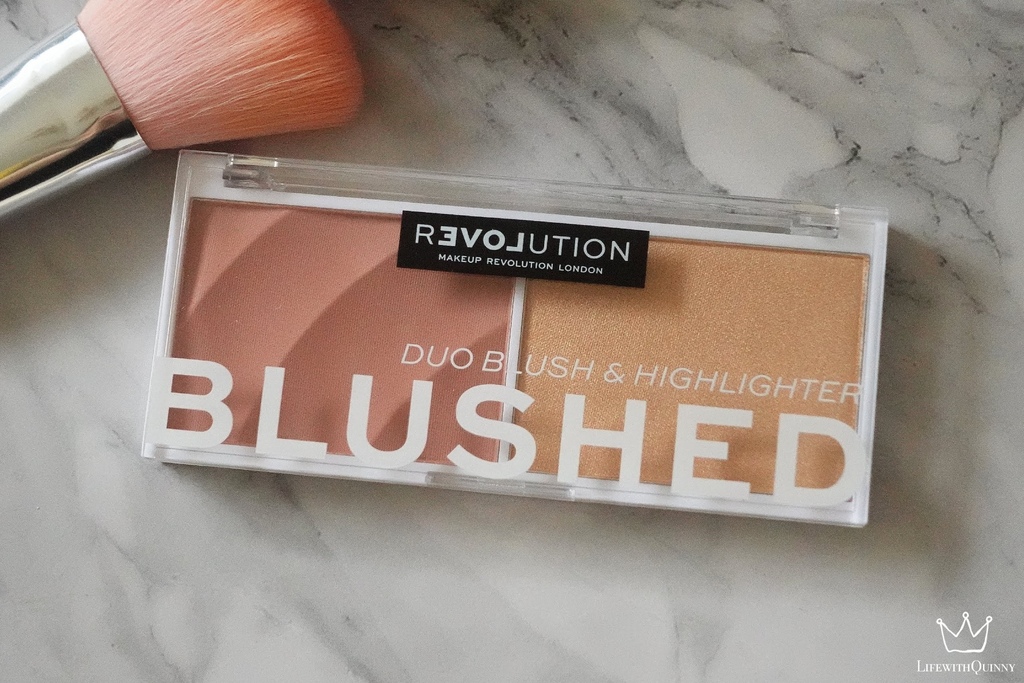 REVOLUTION
MAKEUP REVOLUTION LONDON
DUO BLUSH & HIGHLIGHTER
BLUSHED
LIFEWITHQUINNY